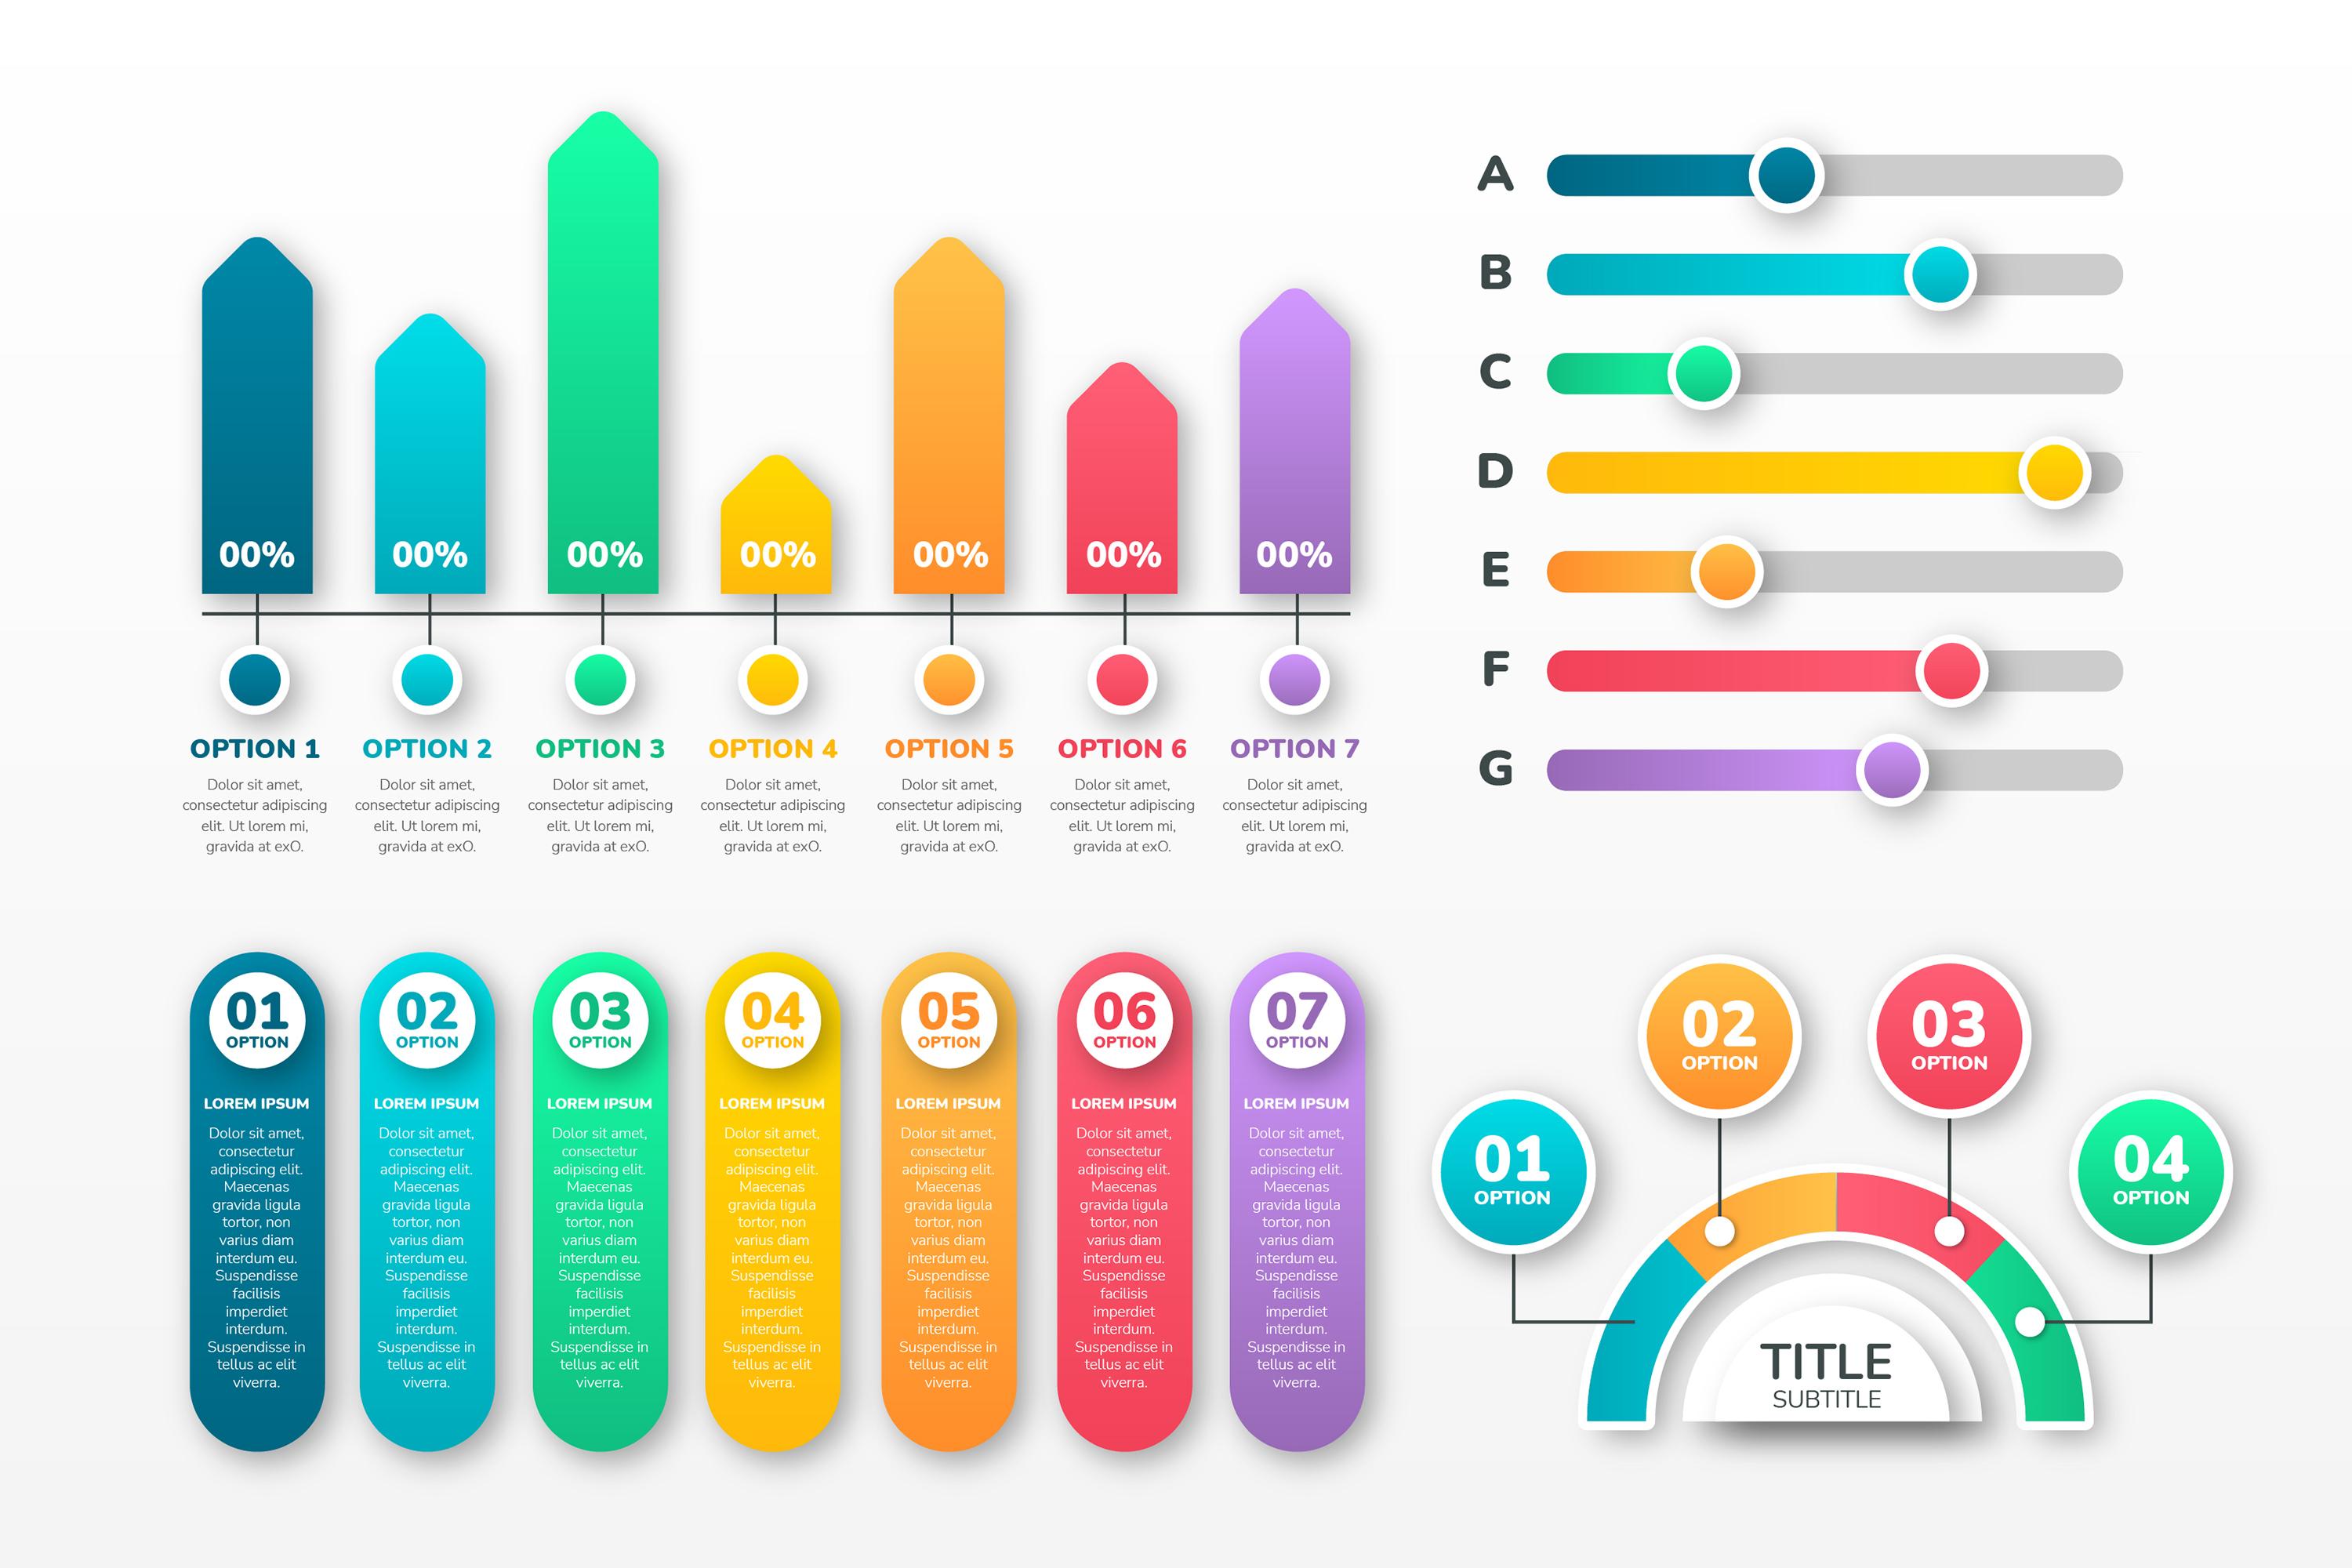 00% 00% 00% 00% 00% 00% 00%
OPTION 1
Dolor sit amet,
consectetur adipiscing
elit. Ut lorem mi,
gravida at exO.
OPTION 2
Dolor sit amet,
consectetur adipiscing
elit. Ut lorem mi,
gravida at exO.
OPTION 3
Dolor sit amet,
consectetur adipiscing
elit. Ut lorem mi,
gravida at exO.
OPTION 4
Dolor sit amet,
consectetur adipiscing
elit. Ut lorem mi,
gravida at exO.
OPTION 5
Dolor sit amet,
consectetur adipiscing
elit. Ut lorem mi,
gravida at exO.
OPTION 6
Dolor sit amet,
consectetur adipiscing
elit. Ut lorem mi,
gravida at exO.
OPTION 7
Dolor sit amet,
consectetur adipiscing
elit. Ut lorem mi,
gravida at exO.
A
B
C
D
E
F
G
01
OPTION
LOREM IPSUM
Dolor sit amet,
consectetur
adipiscing elit.
Maecenas
gravida ligula
tortor, non
varius diam
interdum eu.
Suspendisse
facilisis
imperdiet
interdum.
Suspendisse in
tellus ac elit
viverra.
02
OPTION
LOREM IPSUM
Dolor sit amet,
consectetur
adipiscing elit.
Maecenas
gravida ligula
tortor, non
varius diam
interdum eu.
Suspendisse
facilisis
imperdiet
interdum.
Suspendisse in
tellus ac elit
viverra.
03
OPTION
LOREM IPSUM
Dolor sit amet,
consectetur
adipiscing elit.
Maecenas
gravida ligula
tortor, non
varius diam
interdum eu.
Suspendisse
facilisis
imperdiet
interdum.
Suspendisse in
tellus ac elit
viverra.
04
OPTION
LOREM IPSUM
Dolor sit amet,
consectetur
adipiscing elit.
Maecenas
gravida ligula
tortor, non
varius diam
interdum eu.
Suspendisse
facilisis
imperdiet
interdum.
Suspendisse in
tellus ac elit
viverra.
05
OPTION
LOREM IPSUM
Dolor sit amet,
consectetur
adipiscing elit.
Maecenas
gravida ligula
tortor, non
varius diam
interdum eu.
Suspendisse
facilisis
imperdiet
interdum.
Suspendisse in
tellus ac elit
viverra.
06
OPTION
LOREM IPSUM
Dolor sit amet,
consectetur
adipiscing elit.
Maecenas
gravida ligula
tortor, non
varius diam
interdum eu.
Suspendisse
facilisis
imperdiet
interdum.
Suspendisse in
tellus ac elit
viverra.
07
OPTION
LOREM IPSUM
Dolor sit amet,
consectetur
adipiscing elit.
Maecenas
gravida ligula
tortor, non
varius diam
interdum eu.
Suspendisse
facilisis
imperdiet
interdum.
Suspendisse in
tellus ac elit
viverra.
01
OPTION
02
OPTION
03
OPTION
04
OPTION
TITLE
SUBTITLE